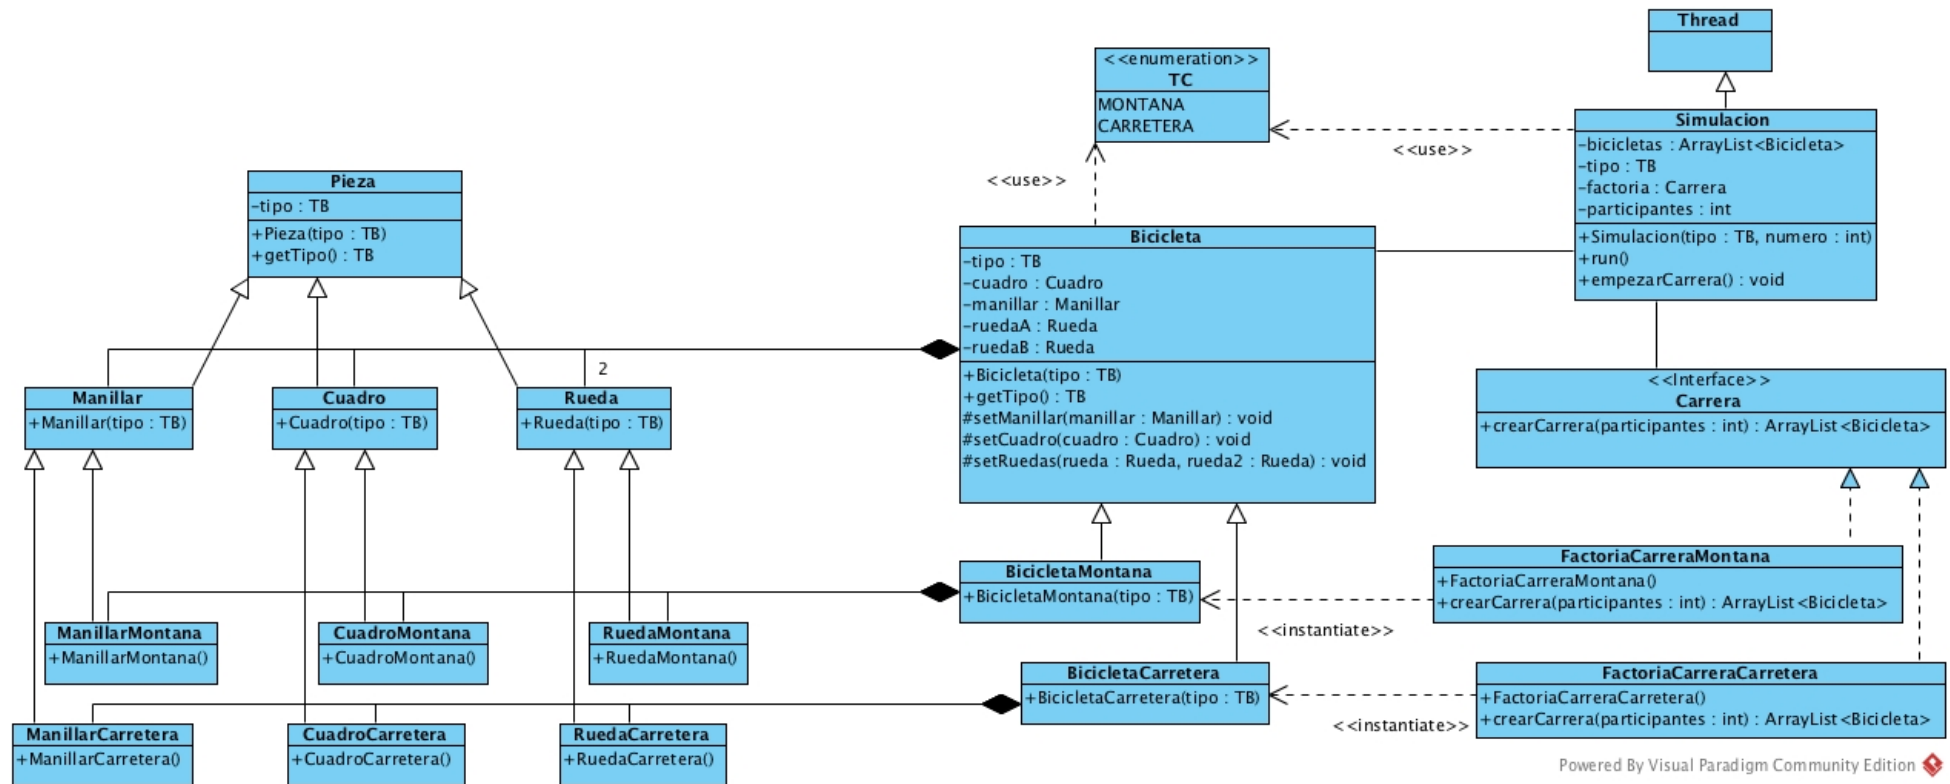 Thread
<<enumeration>>
TC
MONTANA
CARRETERA
<<use>>
<<use>>
Simulacion
-bicicletas : ArrayList<Bicicleta>
-tipo : TB
-factoria : Carrera
-participantes : int
+Simulacion(tipo : TB, numero : int)
+run()
+empezarCarrera() : void
Pieza
-tipo : TB
+Pieza(tipo : TB)
+getTipo() : TB
Bicicleta
-tipo : TB
-cuadro : Cuadro
-manillar : Manillar
-ruedaA : Rueda
-ruedaB : Rueda
+Bicicleta(tipo : TB)
+getTipo() : TB
#setManillar(manillar : Manillar) : void
#setCuadro(cuadro : Cuadro) : void
#setRuedas(rueda : Rueda, rueda2 : Rueda) : void
2
Manillar
+Manillar(tipo : TB)
Cuadro
+Cuadro(tipo : TB)
Rueda
+Rueda(tipo : TB)
<<Interface>>
Carrera
+crearCarrera(participantes : int) : ArrayList<Bicicleta>
BicicletaMontana
+BicicletaMontana(tipo : TB)
FactoriaCarreraMontana
+FactoriaCarreraMontana()
+crearCarrera(participantes : int) : ArrayList<Bicicleta>
<<instantiate>>
ManillarMontana
+ManillarMontana()
CuadroMontana
+CuadroMontana()
RuedaMontana
+RuedaMontana()
BicicletaCarretera
+BicicletaCarretera(tipo : TB)
FactoriaCarreraCarretera
+FactoriaCarreraCarretera()
+crearCarrera(participantes : int) : ArrayList<Bicicleta>
<<instantiate>>
ManillarCarretera
+ManillarCarretera()
CuadroCarretera
+CuadroCarretera()
RuedaCarretera
+RuedaCarretera()
Powered By Visual Paradigm Community Edition